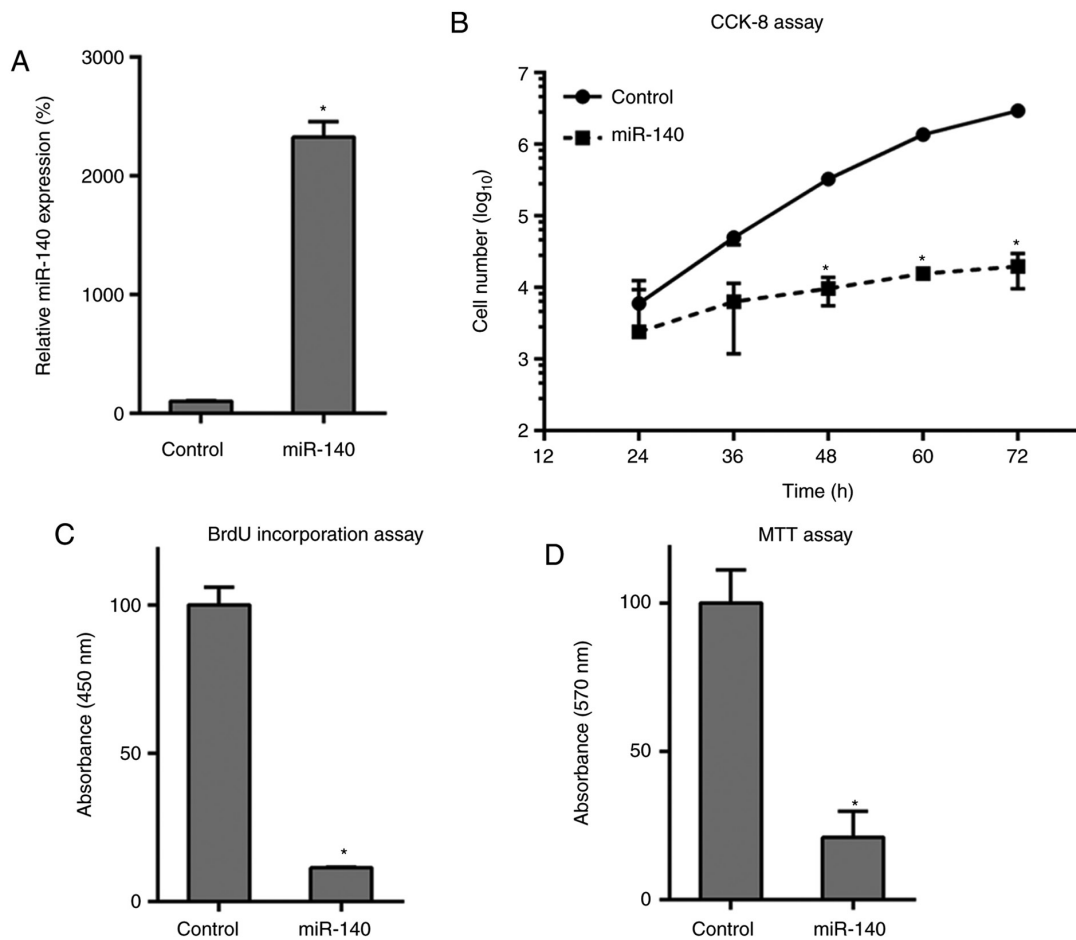 A
Relative miR-140 expression (%)
3000
2000
1000
0
*
Control
miR-140
B
CCK-8 assay
Cell number (log10)
7
6
5
4
3
2
Control
miR-140
*
*
*
12
24
36
48
60
72
Time (h)
C
BrdU incorporation assay
Absorbance (450 nm)
100
50
0
*
Control
miR-140
D
MTT assay
Absorbance (570 nm)
100
50
0
*
Control
miR-140